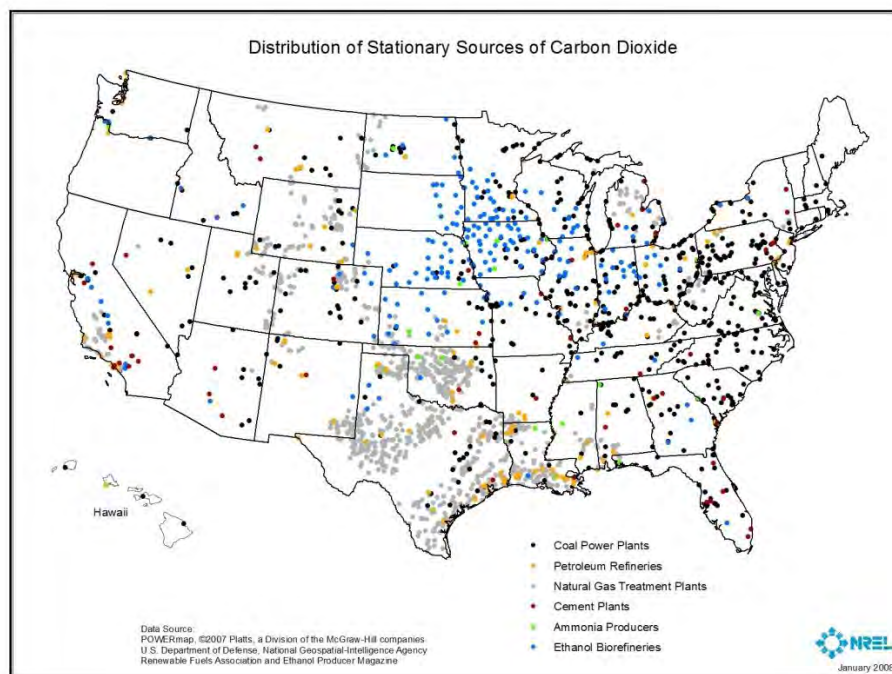 Distribution of Stationary Sources of Carbon Dioxide
Hawaii
Coal Power Plants
Petroleum Refineries
Natural Gas Treatment Plants
Cement Plants
Ammonia Producers
Ethanol Biorefineries
Data Source:
POWERmap, ©2007 Platts, a Division of the McGraw-Hill companies
U.S. Department of Defense, National Geospatial-Intelligence Agency
Renewable Fuels Association and Ethanol Producer Magazine
NREL
January 2008